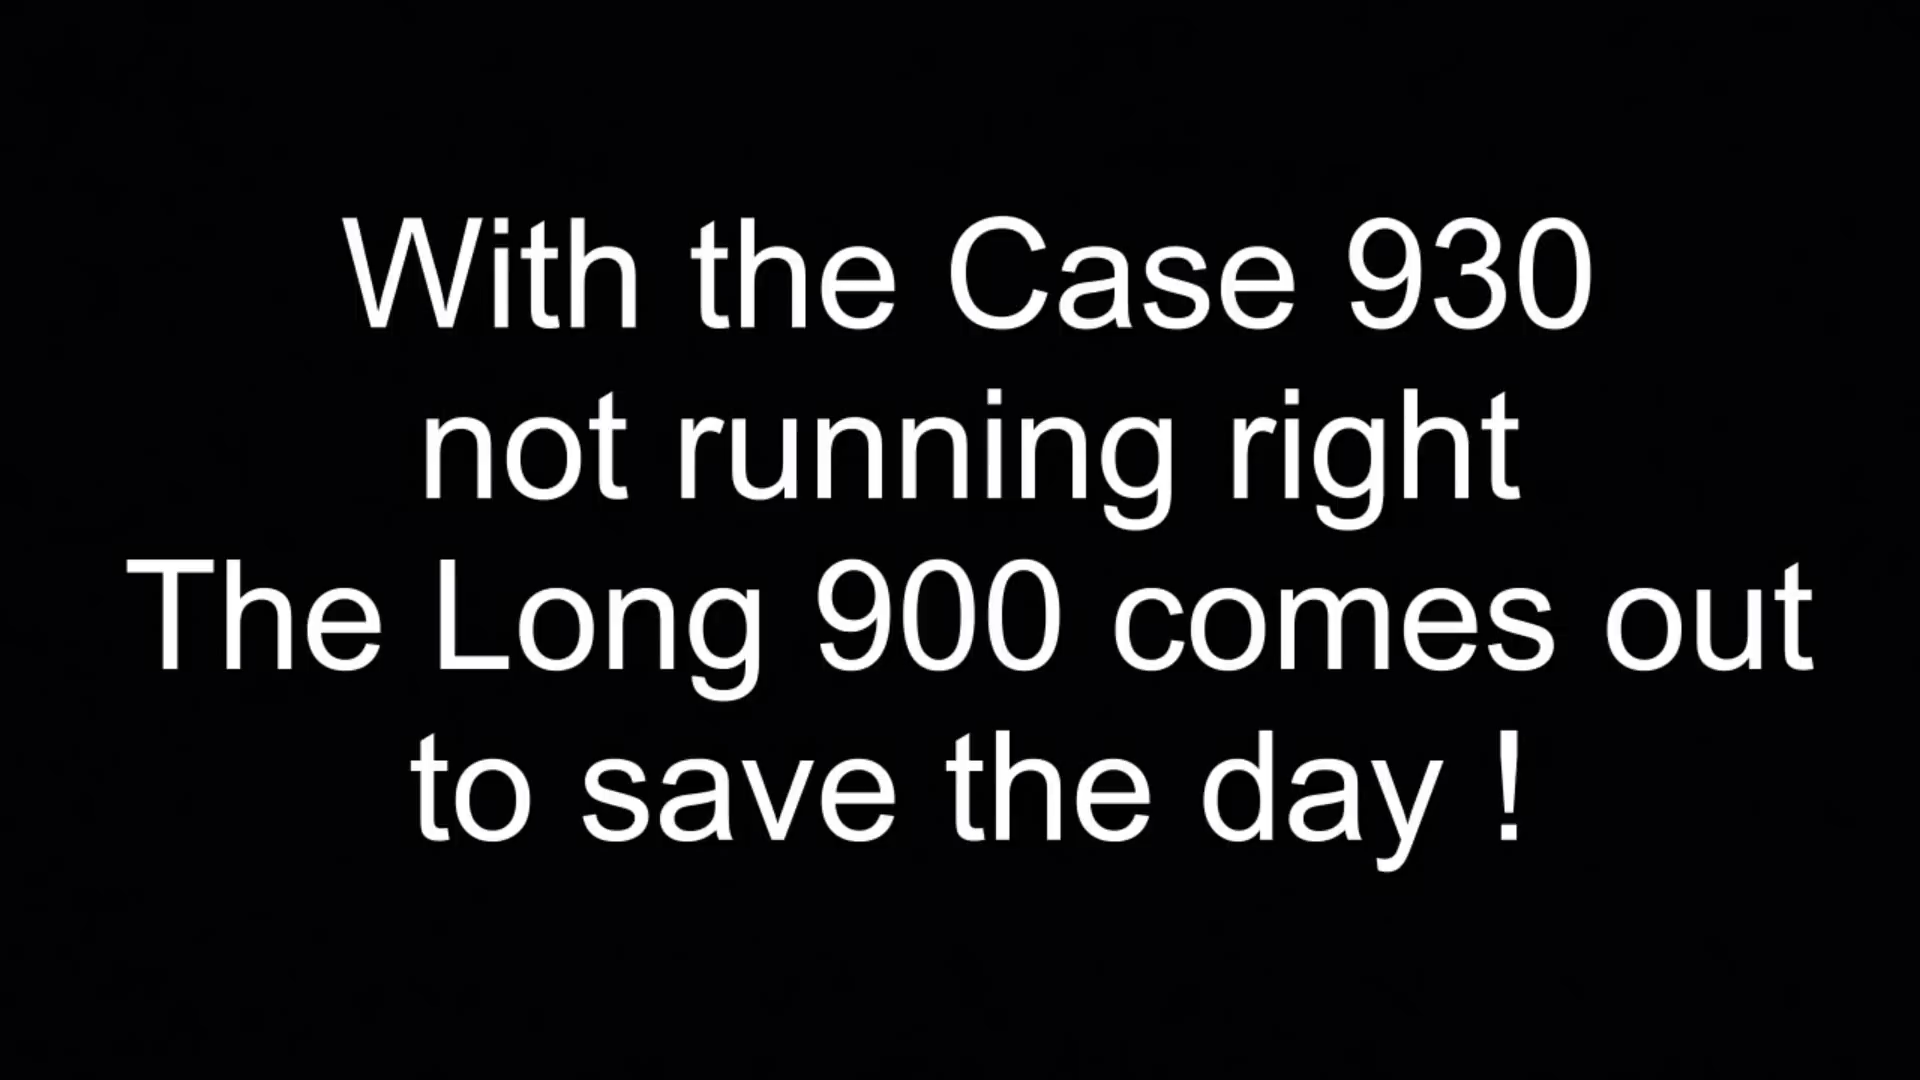 With the Case 930
not running right
The Long 900 comes out
to save the day !